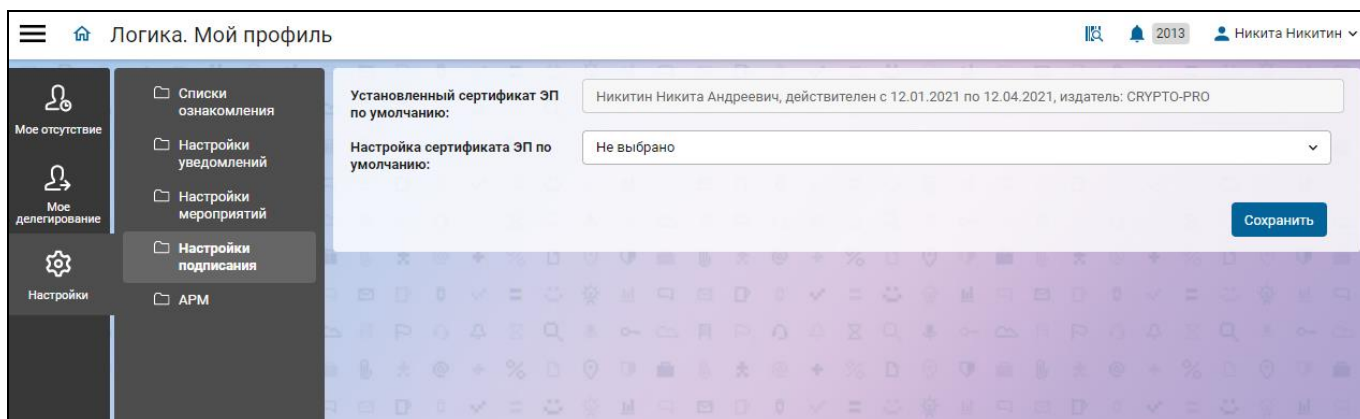 Логика. Мой профиль
2013
Никита Никитин
Мое отсутствие
Мое
делегирование
Настройки
Списки
ознакомления
Настройки
уведомлений
Настройки
мероприятий
Настройки
подписания
АРМ
Установленный сертификат ЭП
по умолчанию:
Никитин Никита Андреевич, действителен с 12.01.2021 по 12.04.2021, издатель: CRYPTO-PRO
Настройка сертификата ЭП по
умолчанию:
Не выбрано
Сохранить